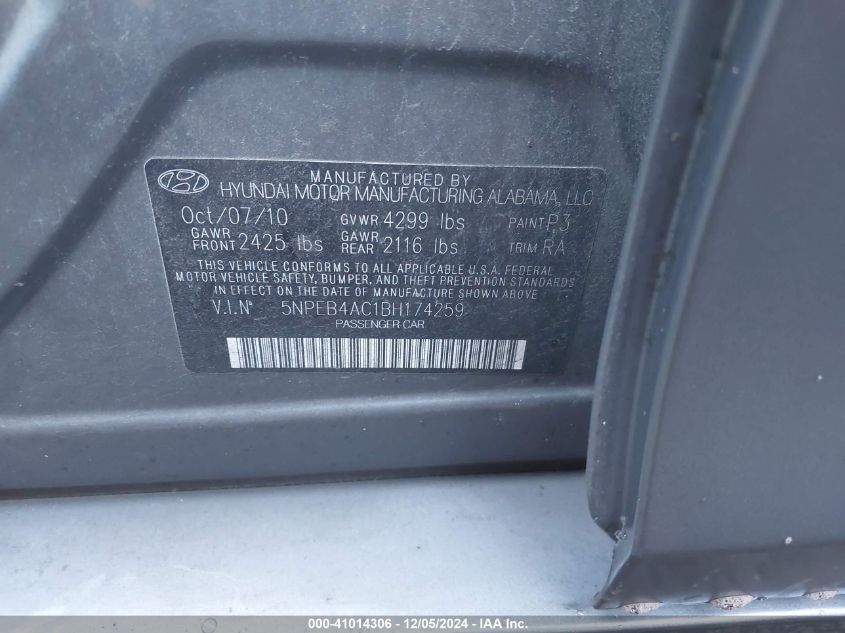 MANUFACTURED BY
HYUNDAI MOTOR MANUFACTURING ALABAMA, LLC
Oct/07/10 GVWR 4299 lbs PAINT P3
GAWR FRONT 2425 lbs GAWR REAR 2116 lbs TRIM RA
THIS VEHICLE CONFORMS TO ALL APPLICABLE U.S.A. FEDERAL
MOTOR VEHICLE SAFETY, BUMPER, AND THEFT PREVENTION STANDARDS
IN EFFECT ON THE DATE OF MANUFACTURE SHOWN ABOVE
V.I.Nº 5NPEB4AC1BH174259
PASSENGER CAR
000-41014306 - 12/05/2024 - IAA Inc.